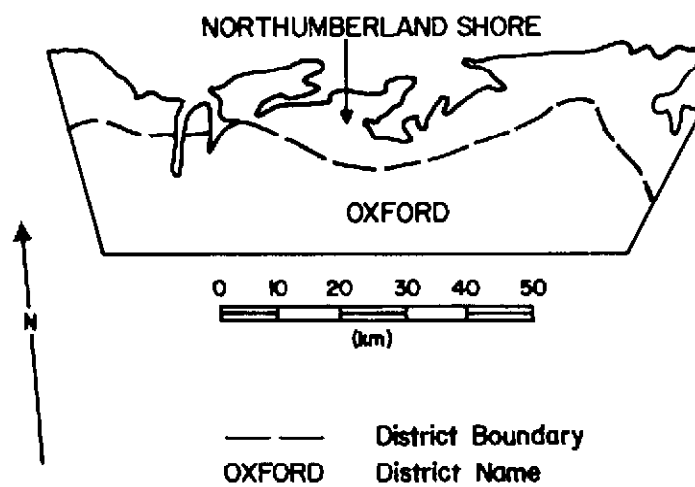 NORTHUMBERLAND SHORE
OXFORD
0 10 20 30 40 50
(km)
N
District Boundary
OXFORD District Name